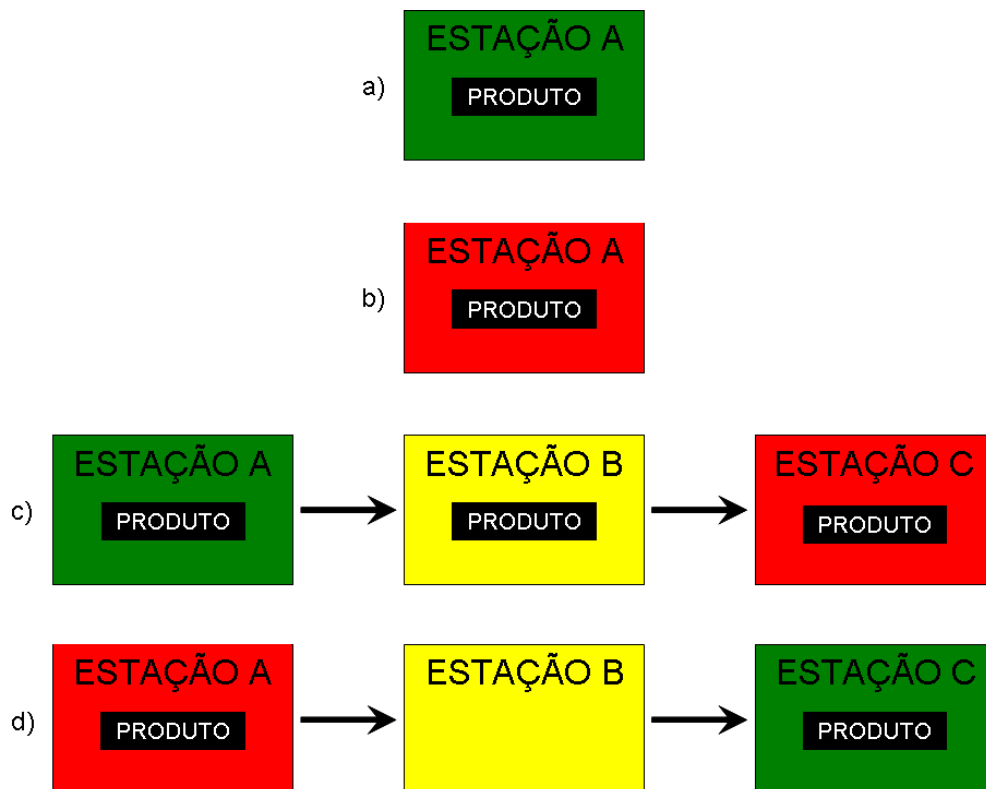 ESTAÇÃO A
a)
PRODUTO
ESTAÇÃO A
b)
PRODUTO
ESTAÇÃO A
ESTAÇÃO B
ESTAÇÃO C
c)
PRODUTO
PRODUTO
PRODUTO
ESTAÇÃO A
ESTAÇÃO B
ESTAÇÃO C
d)
PRODUTO
PRODUTO